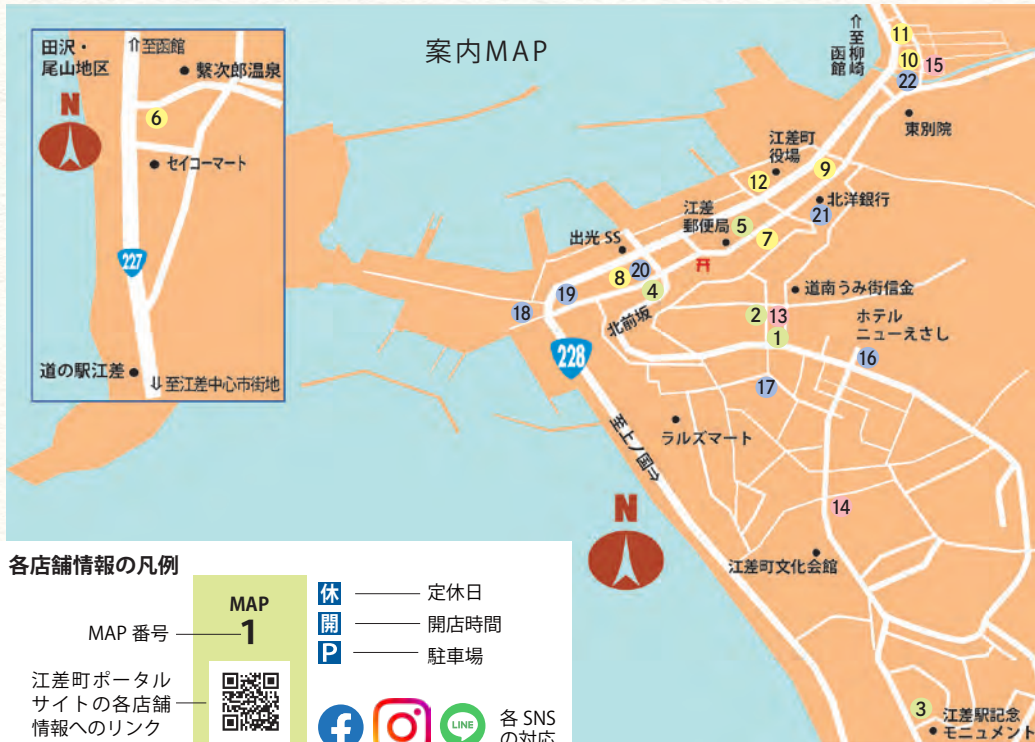 案内MAP
田沢・
尾山地区
⇧至函館
繋次郎温泉
N
6
セイコーマート
227
道の駅江差
⇩至江差中心市街地
⇧至柳崎
函館
11
10
15
22
東別院
江差町
役場
12
9
北洋銀行
21
江差
郵便局
5
7
出光 SS
8
20
4
19
18
北前坂
228
道南うみ街信金
2
13
1
ホテル
ニューえさし
16
17
ラルズマート
至上ノ国⇨
N
14
江差町文化会館
3
江差駅記念
モニュメント
各店舗情報の凡例
MAP
1
MAP 番号
江差町ポータル
サイトの各店舗
情報へのリンク
休 定休日
開 開店時間
P 駐車場
LINE
各 SNS
の対応